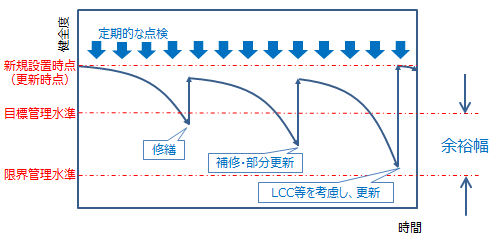 健全度
定期的な点検
新規設置時点
（更新時点）
目標管理水準
修繕
余裕幅
補修・部分更新
限界管理水準
LCC等を考慮し、更新
時間